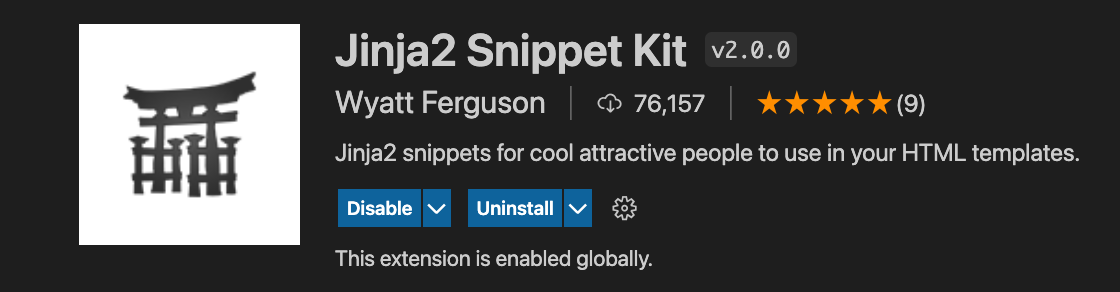 Jinja2 Snippet Kit v2.0.0
Wyatt Ferguson 76,157 (9)
Jinja2 snippets for cool attractive people to use in your HTML templates.
Disable Uninstall
This extension is enabled globally.